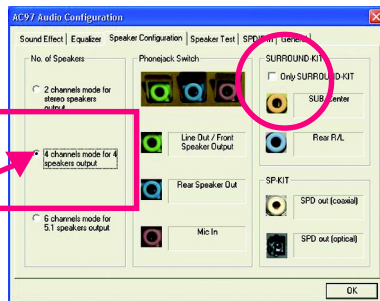 AC97 Audio Configuration
Sound Effect
Equalizer
Speaker Configuration
Speaker Test
General
No. of Speakers
2 channels mode for
stereo speakers
output
4 channels mode for 4
speakers output
6 channels mode for
5.1 speakers output
Phonejack Switch
Line Out / Front
Speaker Output
Rear Speaker Out
Mic In
SURROUND-KIT
Only SURROUND-KIT
Rear R/L
SP-KIT
SPD out (coaxial)
SPD out (optical)
OK